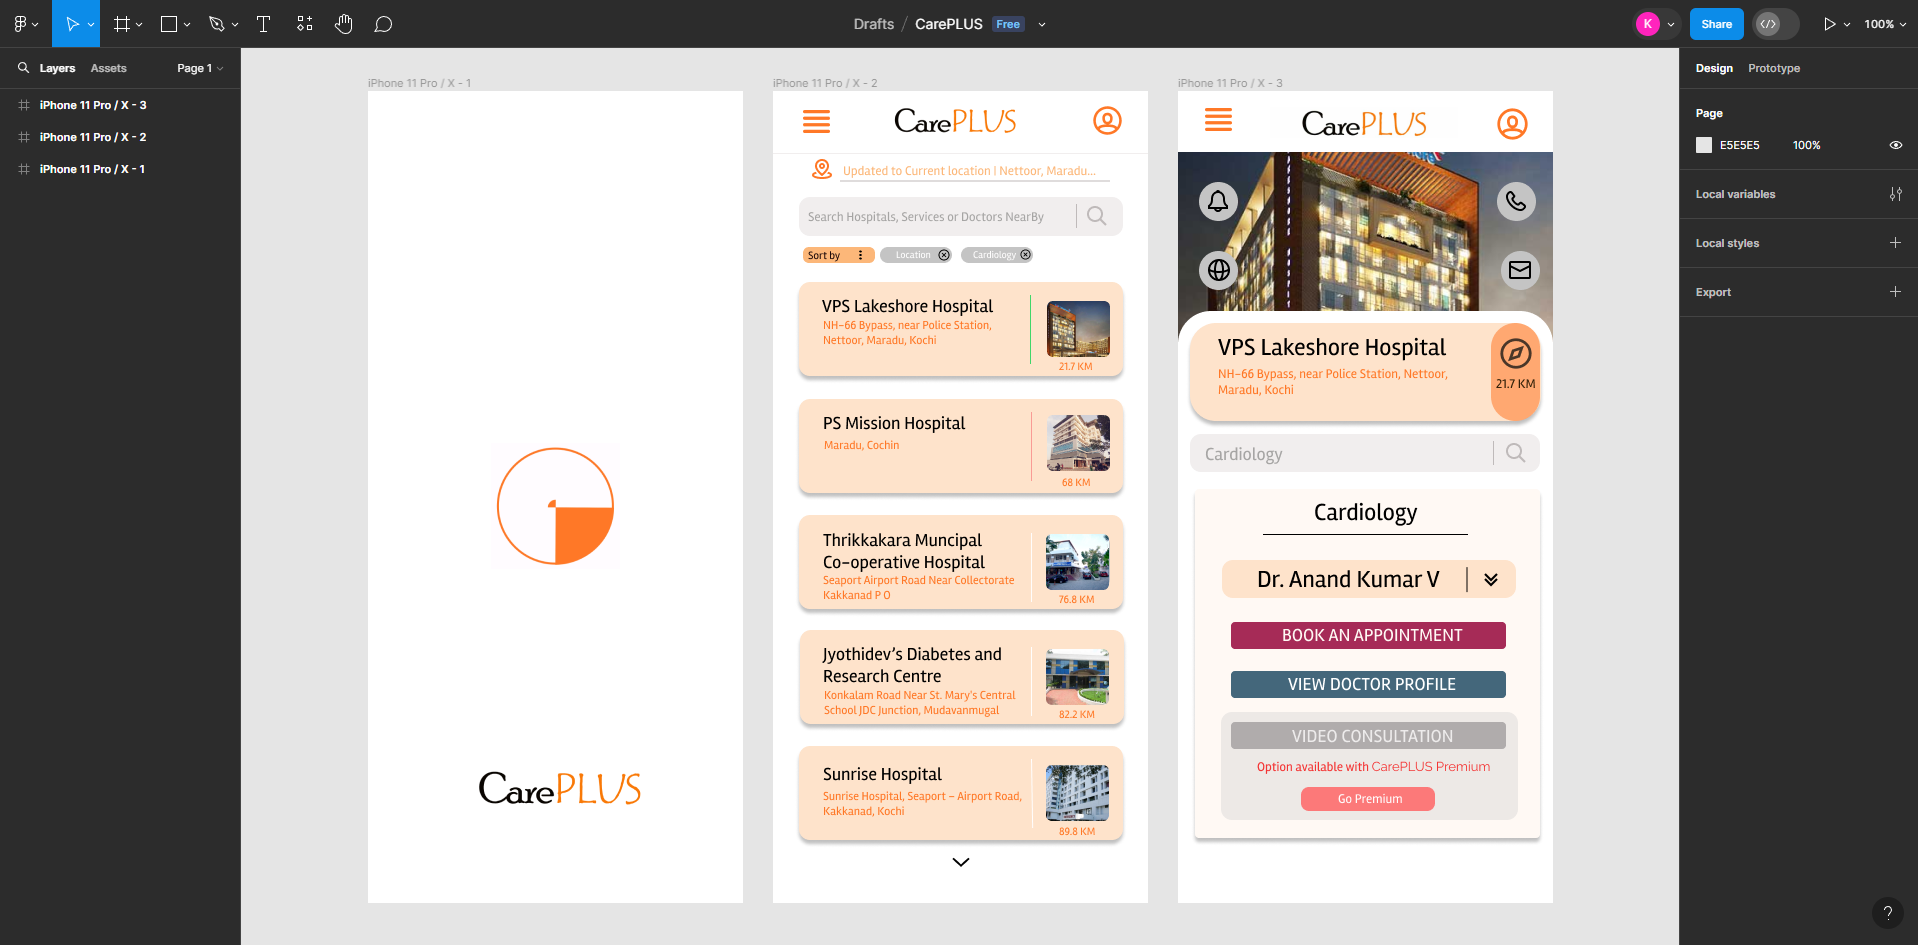 Drafts / CarePLUS Free
K
Share
100%
Layers
Assets
Page 1
iPhone 11 Pro / X - 3
iPhone 11 Pro / X - 2
iPhone 11 Pro / X - 1
iPhone 11 Pro / X - 1
CarePLUS
iPhone 11 Pro / X - 2
CarePLUS
Updated to Current location | Nettoor, Maradu...
Search Hospitals, Services or Doctors NearBy
Sort by
Location
Cardiology
VPS Lakeshore Hospital
NH-66 Bypass, near Police Station,
Nettoor, Maradu, Kochi
21.7 KM
PS Mission Hospital
Maradu, Cochin
68 KM
Thrikkakara Muncipal
Co-operative Hospital
Seaport Airport Road Near Collectorate
Kakkanad P O
76.8 KM
Jyothidev's Diabetes and
Research Centre
Konkalam Road Near St. Mary's Central
School JDC Junction, Mudavanmugal
82.2 KM
Sunrise Hospital
Sunrise Hospital, Seaport - Airport Road,
Kakkanad, Kochi
89.8 KM
iPhone 11 Pro / X - 3
CarePLUS
VPS Lakeshore Hospital
NH-66 Bypass, near Police Station, Nettoor,
Maradu, Kochi
21.7 KM
Cardiology
Cardiology
Dr. Anand Kumar V
BOOK AN APPOINTMENT
VIEW DOCTOR PROFILE
VIDEO CONSULTATION
Option available with CarePLUS Premium
Go Premium
Design
Prototype
Page
E5E5E5
100%
Local variables
Local styles
Export
?